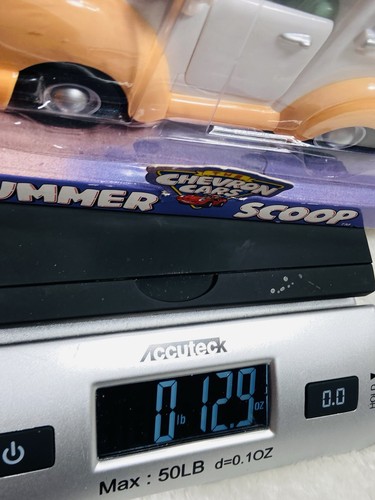 CHEVRON
CARS
UMMER SCOOP
Accuteck
0 lb 12.9 oz
0.0
Max : 50LB d=0.1OZ